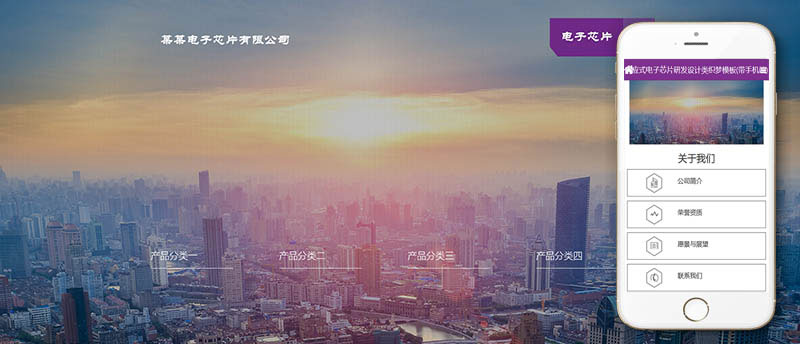 某某电子芯片有限公司
电子芯片
应式电子芯片研发设计类织梦模板(带手机端
关于我们
公司简介
荣誉资质
愿景与展望
联系我们
产品分类一
产品分类二
产品分类三
产品分类四